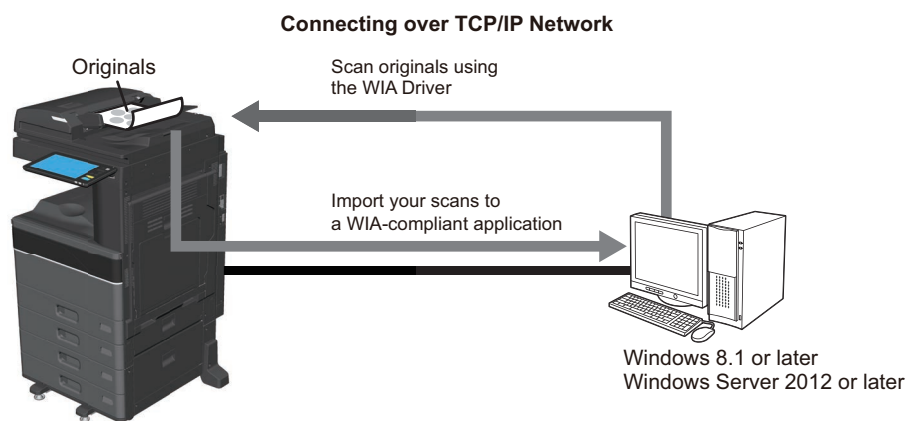 Connecting over TCP/IP Network
Originals
Scan originals using
the WIA Driver
Import your scans to
a WIA-compliant application
Windows 8.1 or later
Windows Server 2012 or later